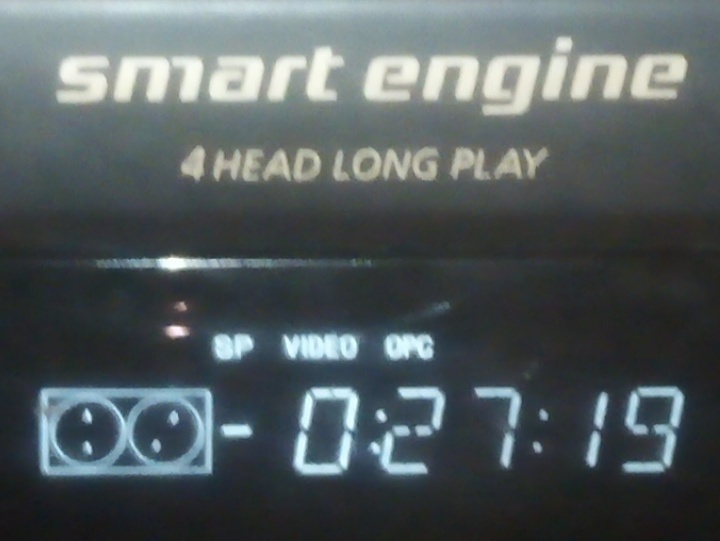 smart engine
4 HEAD LONG PLAY
SP VIDEO OPC
-0:27:19